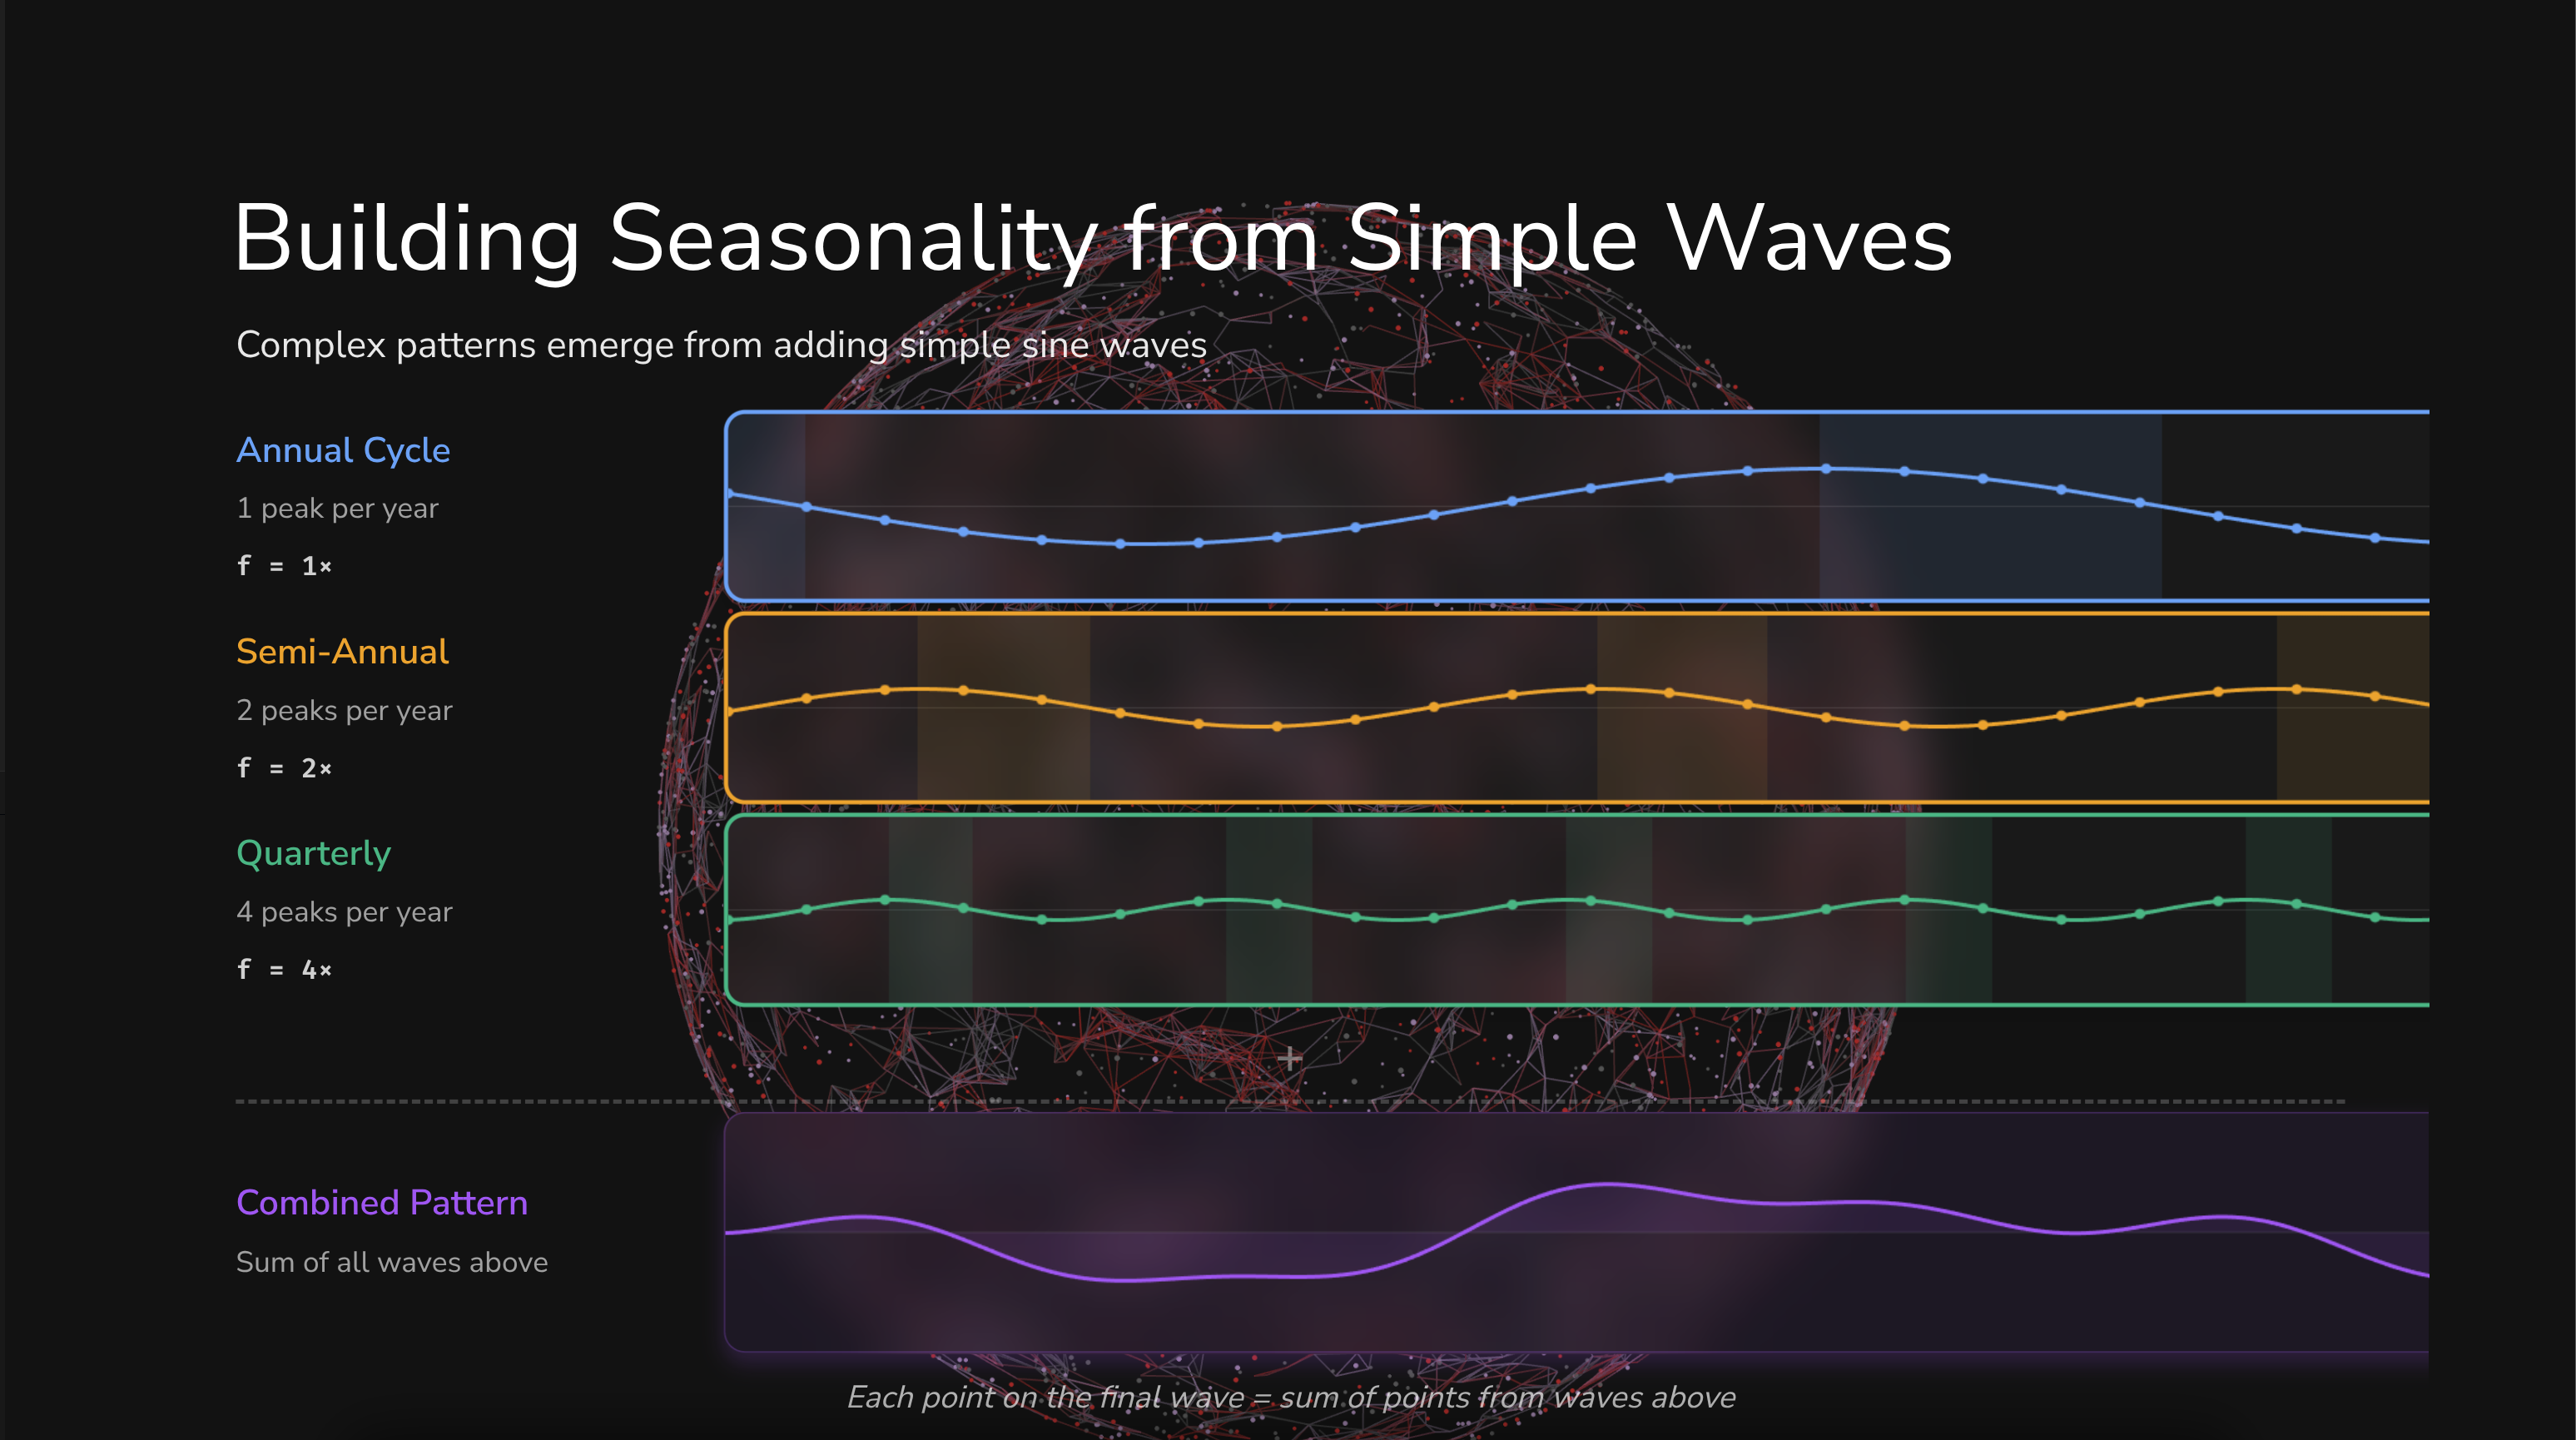 Building Seasonality from Simple Waves
Complex patterns emerge from adding simple sine waves
Annual Cycle
1 peak per year
f = 1×
Semi-Annual
2 peaks per year
f = 2×
Quarterly
4 peaks per year
f = 4×
+
Combined Pattern
Sum of all waves above
Each point on the final wave = sum of points from waves above